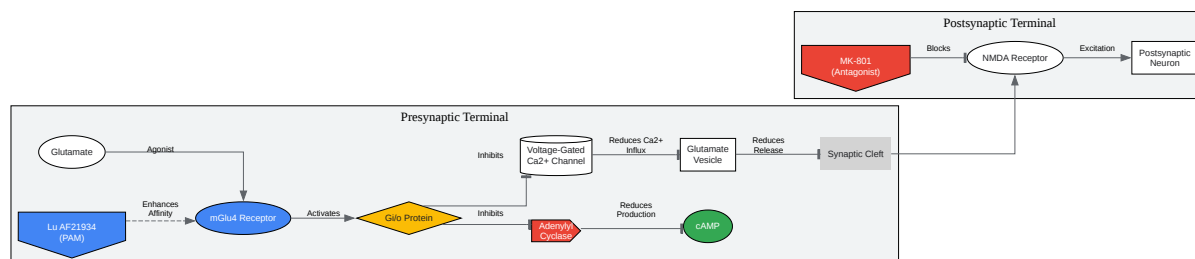 Postsynaptic Terminal
MK-801
(Antagonist)
Blocks
NMDA Receptor
Excitation
Postsynaptic
Neuron
Presynaptic Terminal
Glutamate
Agonist
Inhibits
Voltage-Gated
Ca2+ Channel
Reduces Ca2+
Influx
Glutamate
Vesicle
Reduces
Release
Synaptic Cleft
Lu AF21934
(PAM)
Enhances
Affinity
mGlu4 Receptor
Activates
Gi/o Protein
Inhibits
Adenylyl
Cyclase
Reduces
Production
cAMP